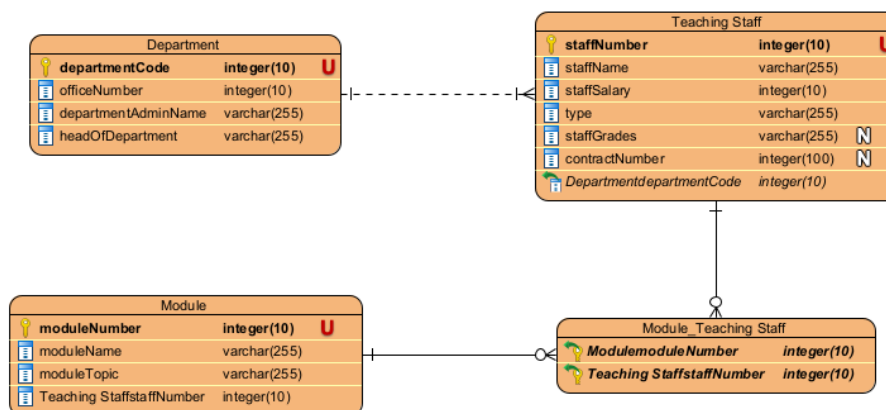 Department
departmentCode integer(10) U
officeNumber integer(10)
departmentAdminName varchar(255)
headOfDepartment varchar(255)
Teaching Staff
staffNumber integer(10) U
staffName varchar(255)
staffSalary integer(10)
type varchar(255)
staffGrades varchar(255) N
contractNumber integer(100) N
DepartmentdepartmentCode integer(10)
Module
moduleNumber integer(10) U
moduleName varchar(255)
moduleTopic varchar(255)
Teaching StaffstaffNumber integer(10)
Module_Teaching Staff
ModulemoduleNumber integer(10)
Teaching StaffstaffNumber integer(10)